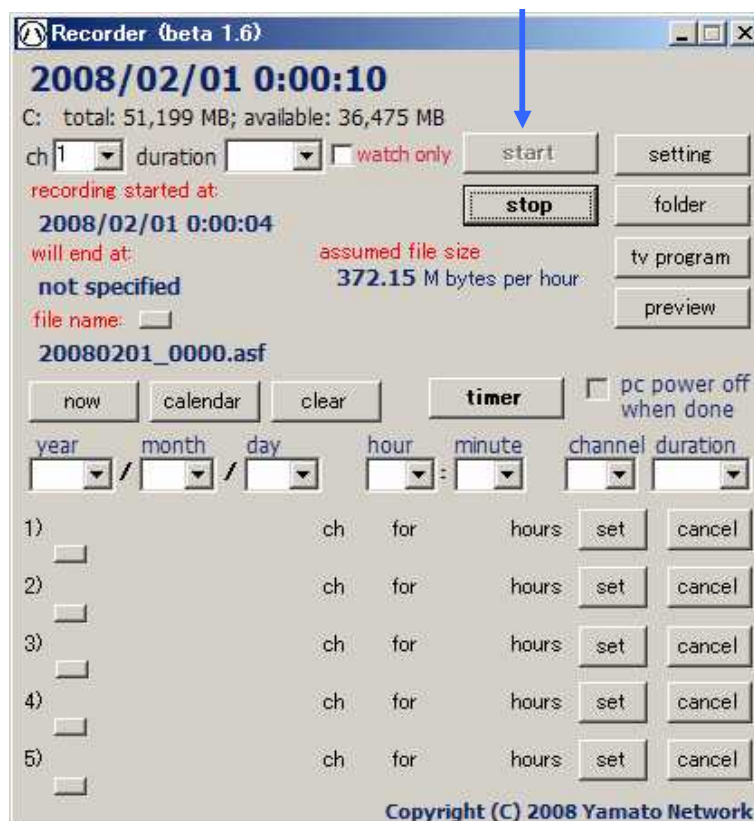 Recorder (beta 1.6)
2008/02/01 0:00:10
C: total: 51,199 MB; available: 36,475 MB
ch 1 duration watch only start setting
recording started at:
stop folder
2008/02/01 0:00:04
will end at: assumed file size tv program
not specified 372.15 M bytes per hour
file name: preview
20080201_0000.asf
now calendar clear timer pc power off when done
year month day hour minute channel duration
/ / :
1) ch for hours set cancel
2) ch for hours set cancel
3) ch for hours set cancel
4) ch for hours set cancel
5) ch for hours set cancel
Copyright (C) 2008 Yamato Network